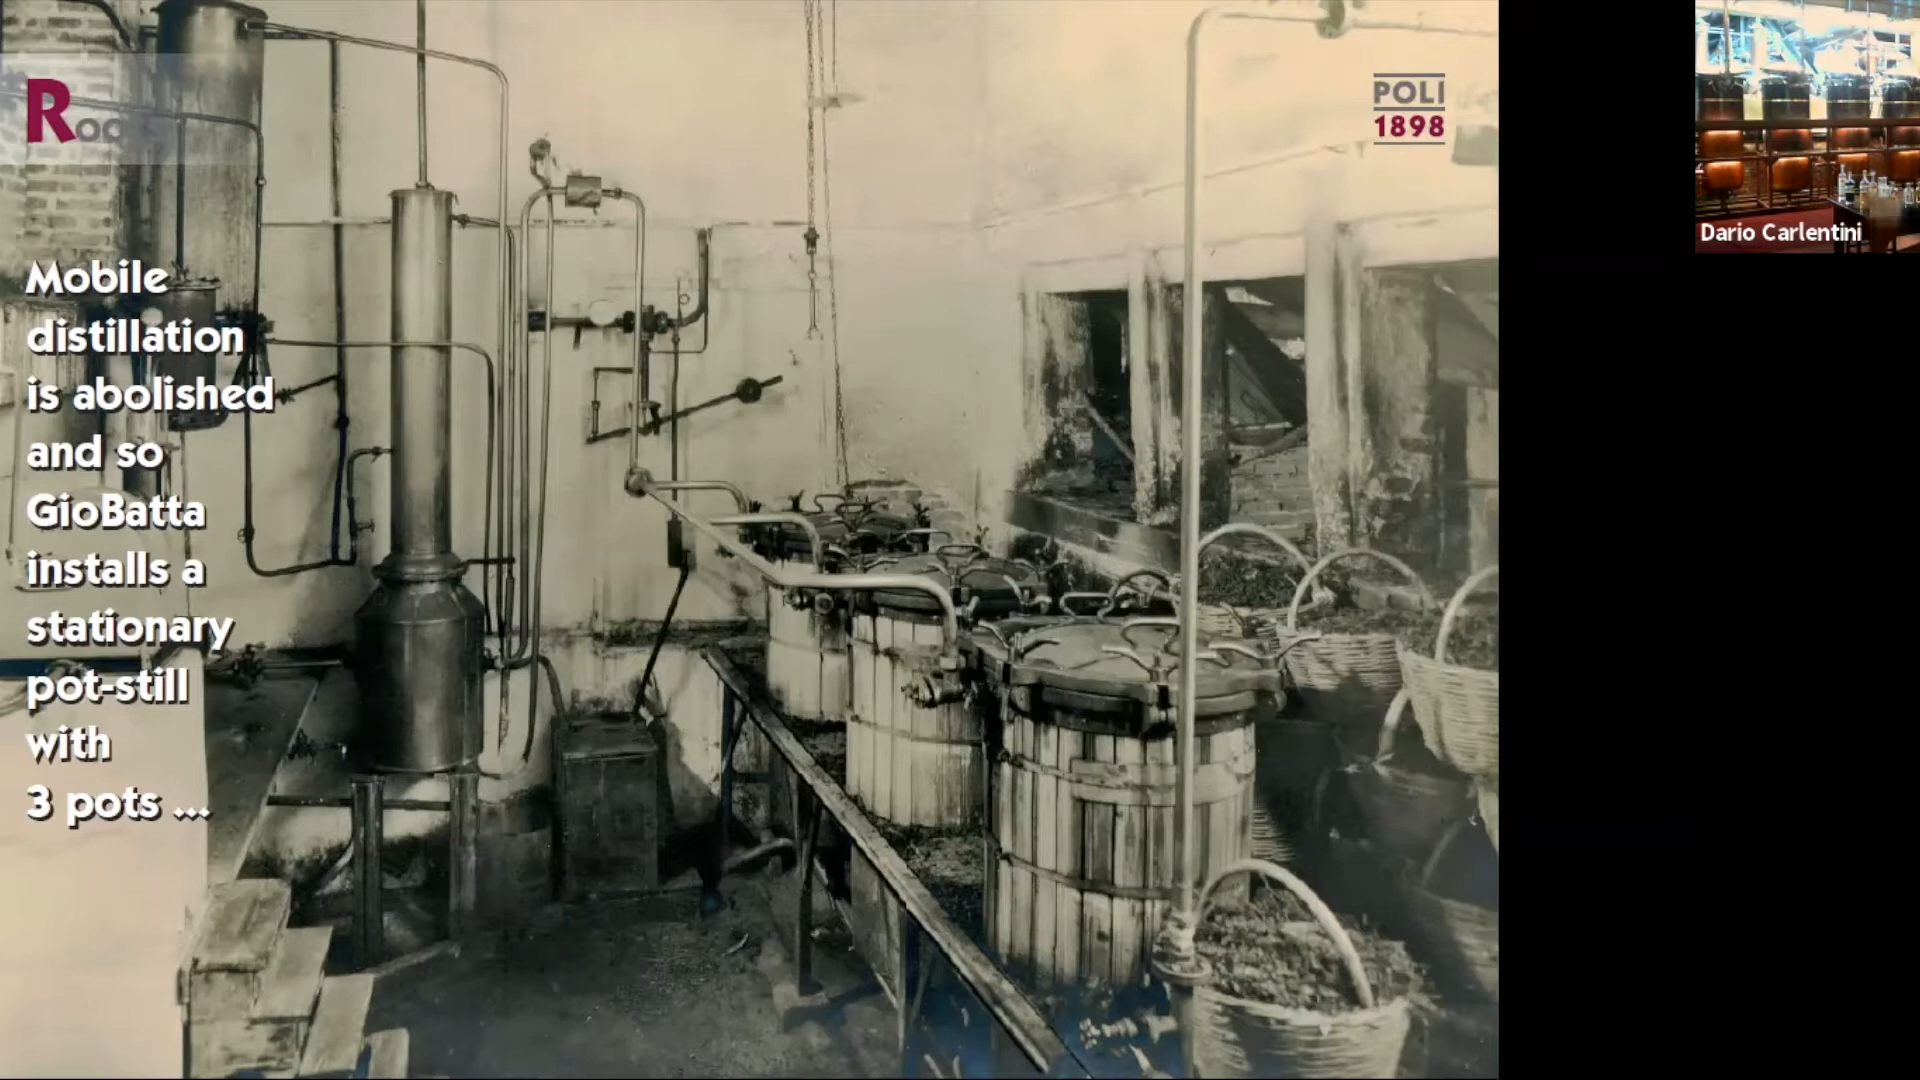 Mobile
distillation
is abolished
and so
GioBatta
installs a
stationary
pot-still
with
3 pots ...
POLI
1898
Dario Carlentini